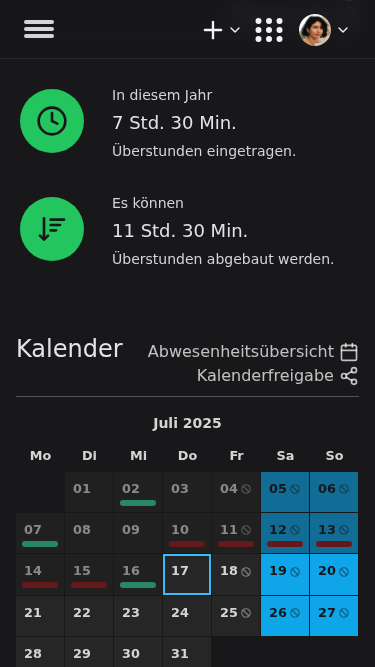 In diesem Jahr
7 Std. 30 Min.
Überstunden eingetragen.
Es können
11 Std. 30 Min.
Überstunden abgebaut werden.
Kalender
Abwesenheitsübersicht
Kalenderfreigabe
Juli 2025
Mo Di Mi Do Fr Sa So
01 02 03 04 05 06
07 08 09 10 11 12 13
14 15 16 17 18 19 20
21 22 23 24 25 26 27
28 29 30 31